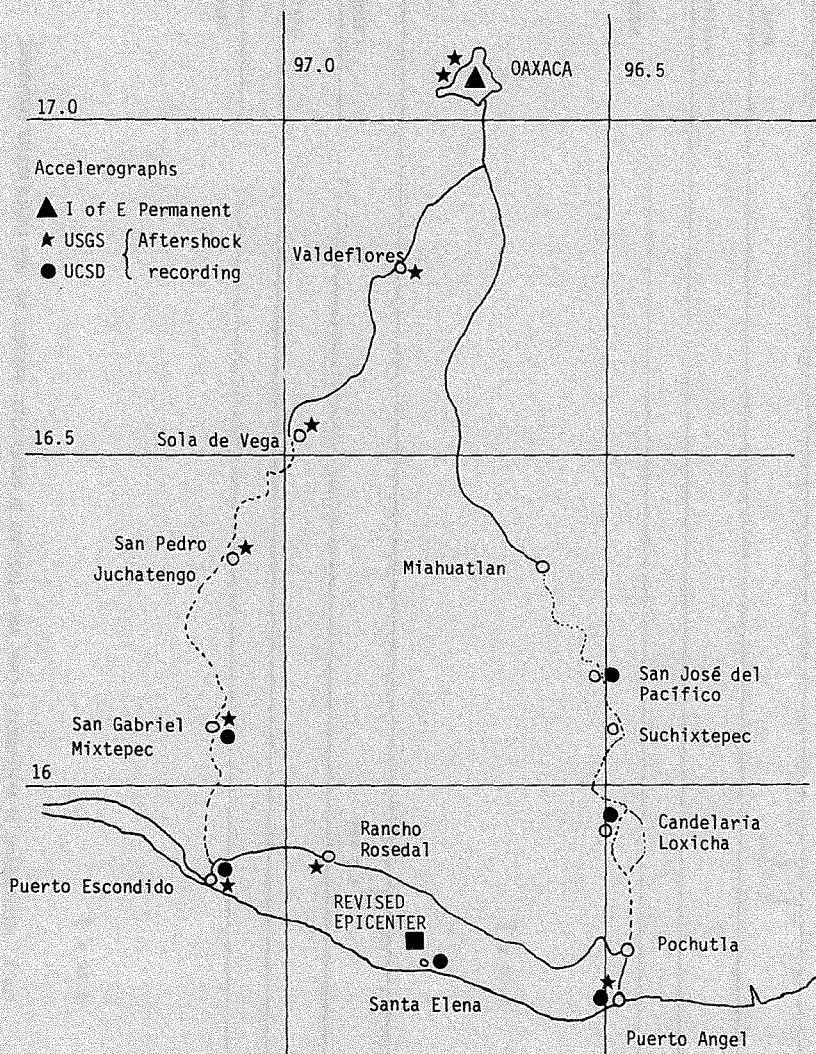 97.0
OAXACA
96.5
17.0
Accelerographs
I of E Permanent
USGS
Aftershock
UCSD
recording
Valdeflores
Sola de Vega
16.5
San Pedro
Juchatengo
Miahuatlan
San José del
Pacífico
San Gabriel
Mixtepec
Suchixtepec
16
Rancho
Rosedal
Candelaria
Loxicha
Puerto Escondido
REVISED
EPICENTER
Pochutla
Santa Elena
Puerto Angel